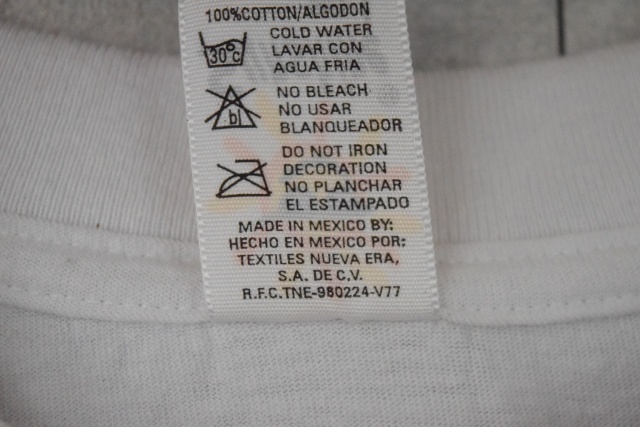 100%COTTON/ALGODON
30°c
COLD WATER
LAVAR CON
AGUA FRIA
bl
NO BLEACH
NO USAR
BLANQUEADOR
DO NOT IRON
DECORATION
NO PLANCHAR
EL ESTAMPADO
MADE IN MEXICO BY:
HECHO EN MEXICO POR:
TEXTILES NUEVA ERA,
S.A. DE C.V.
R.F.C.TNE-980224-V77